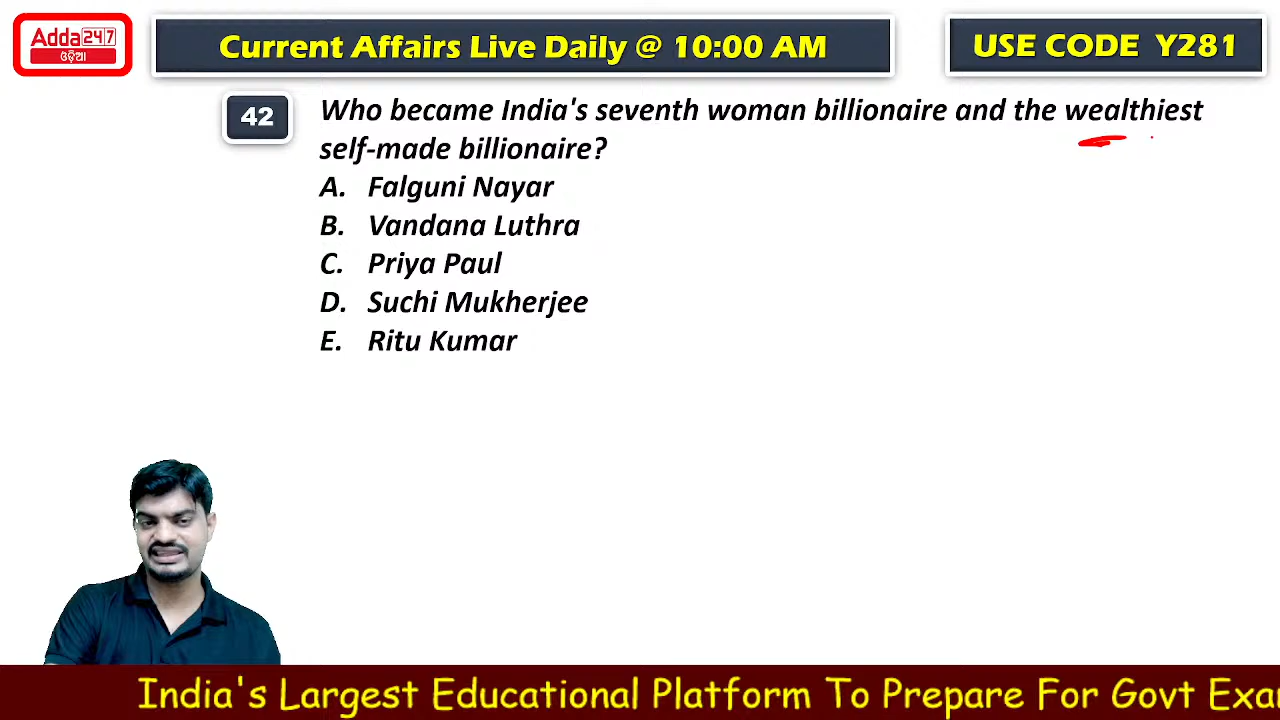 Adda247
ଓଡ଼ିଆ
Current Affairs Live Daily @ 10:00 AM
USE CODE Y281
42
Who became India's seventh woman billionaire and the wealthiest
self-made billionaire?
A. Falguni Nayar
B. Vandana Luthra
C. Priya Paul
D. Suchi Mukherjee
E. Ritu Kumar
India's Largest Educational Platform To Prepare For Govt Exa